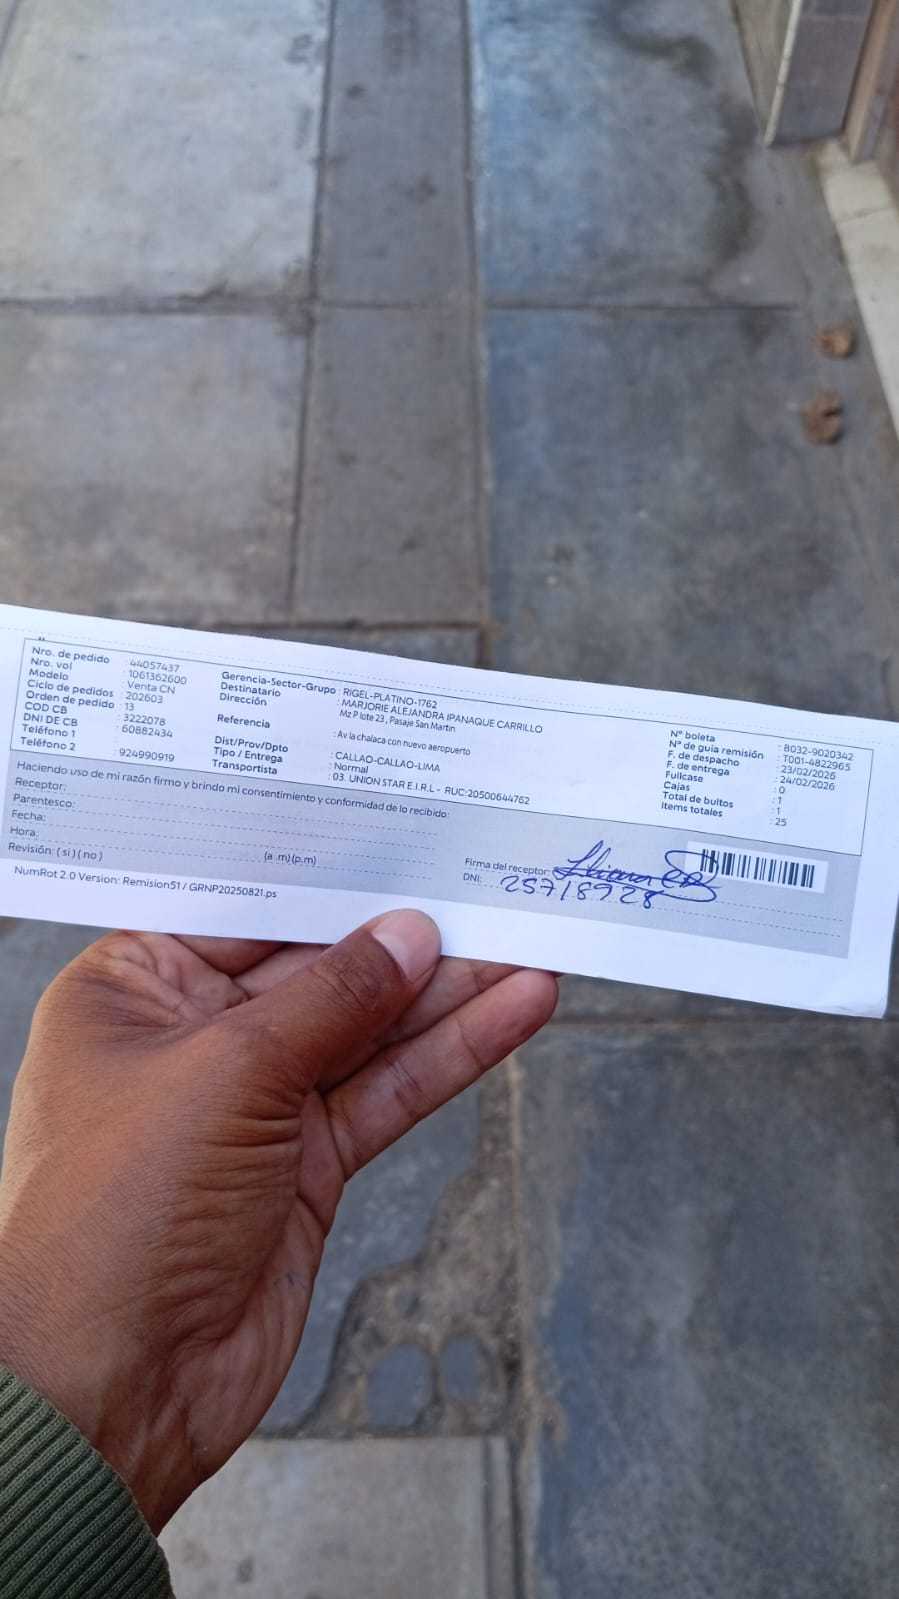 Nro. de pedido : 44057437
Nro. vol : 1061362600
Modelo : Venta CN
Ciclo de pedidos : 202603
Orden de pedido : 13
COD CB : 3222078
DNI DE CB : 60882434
Teléfono 1
Teléfono 2 : 924990919
Gerencia-Sector-Grupo : RIGEL-PLATINO-1762
Destinatario : MARJORIE ALEJANDRA IPANAQUE CARRILLO
Dirección Mz P lote 23 , Pasaje San Martin
Referencia : Av la chalaca con nuevo aeropuerto
Dist/Prov/Dpto : CALLAO-CALLAO-LIMA
Tipo / Entrega : Normal
Transportista : 03. UNION STAR E.I.R.L - RUC:20500644762
N° boleta : B032-9020342
N° de guia remisión : T001-4822965
F. de despacho : 23/02/2026
F. de entrega : 24/02/2026
Fullcase : 0
Cajas : 1
Total de bultos : 1
Items totales : 25
Haciendo uso de mi razón firmo y brindo mi consentimiento y conformidad de lo recibido:
Receptor:
Parentesco:
Fecha:
Hora: (a .m) (p.m)
Revisión: ( si ) ( no )
Firma del receptor:
DNI: 25718928
NumRot 2.0 Version: Remision51 / GRNP20250821.ps